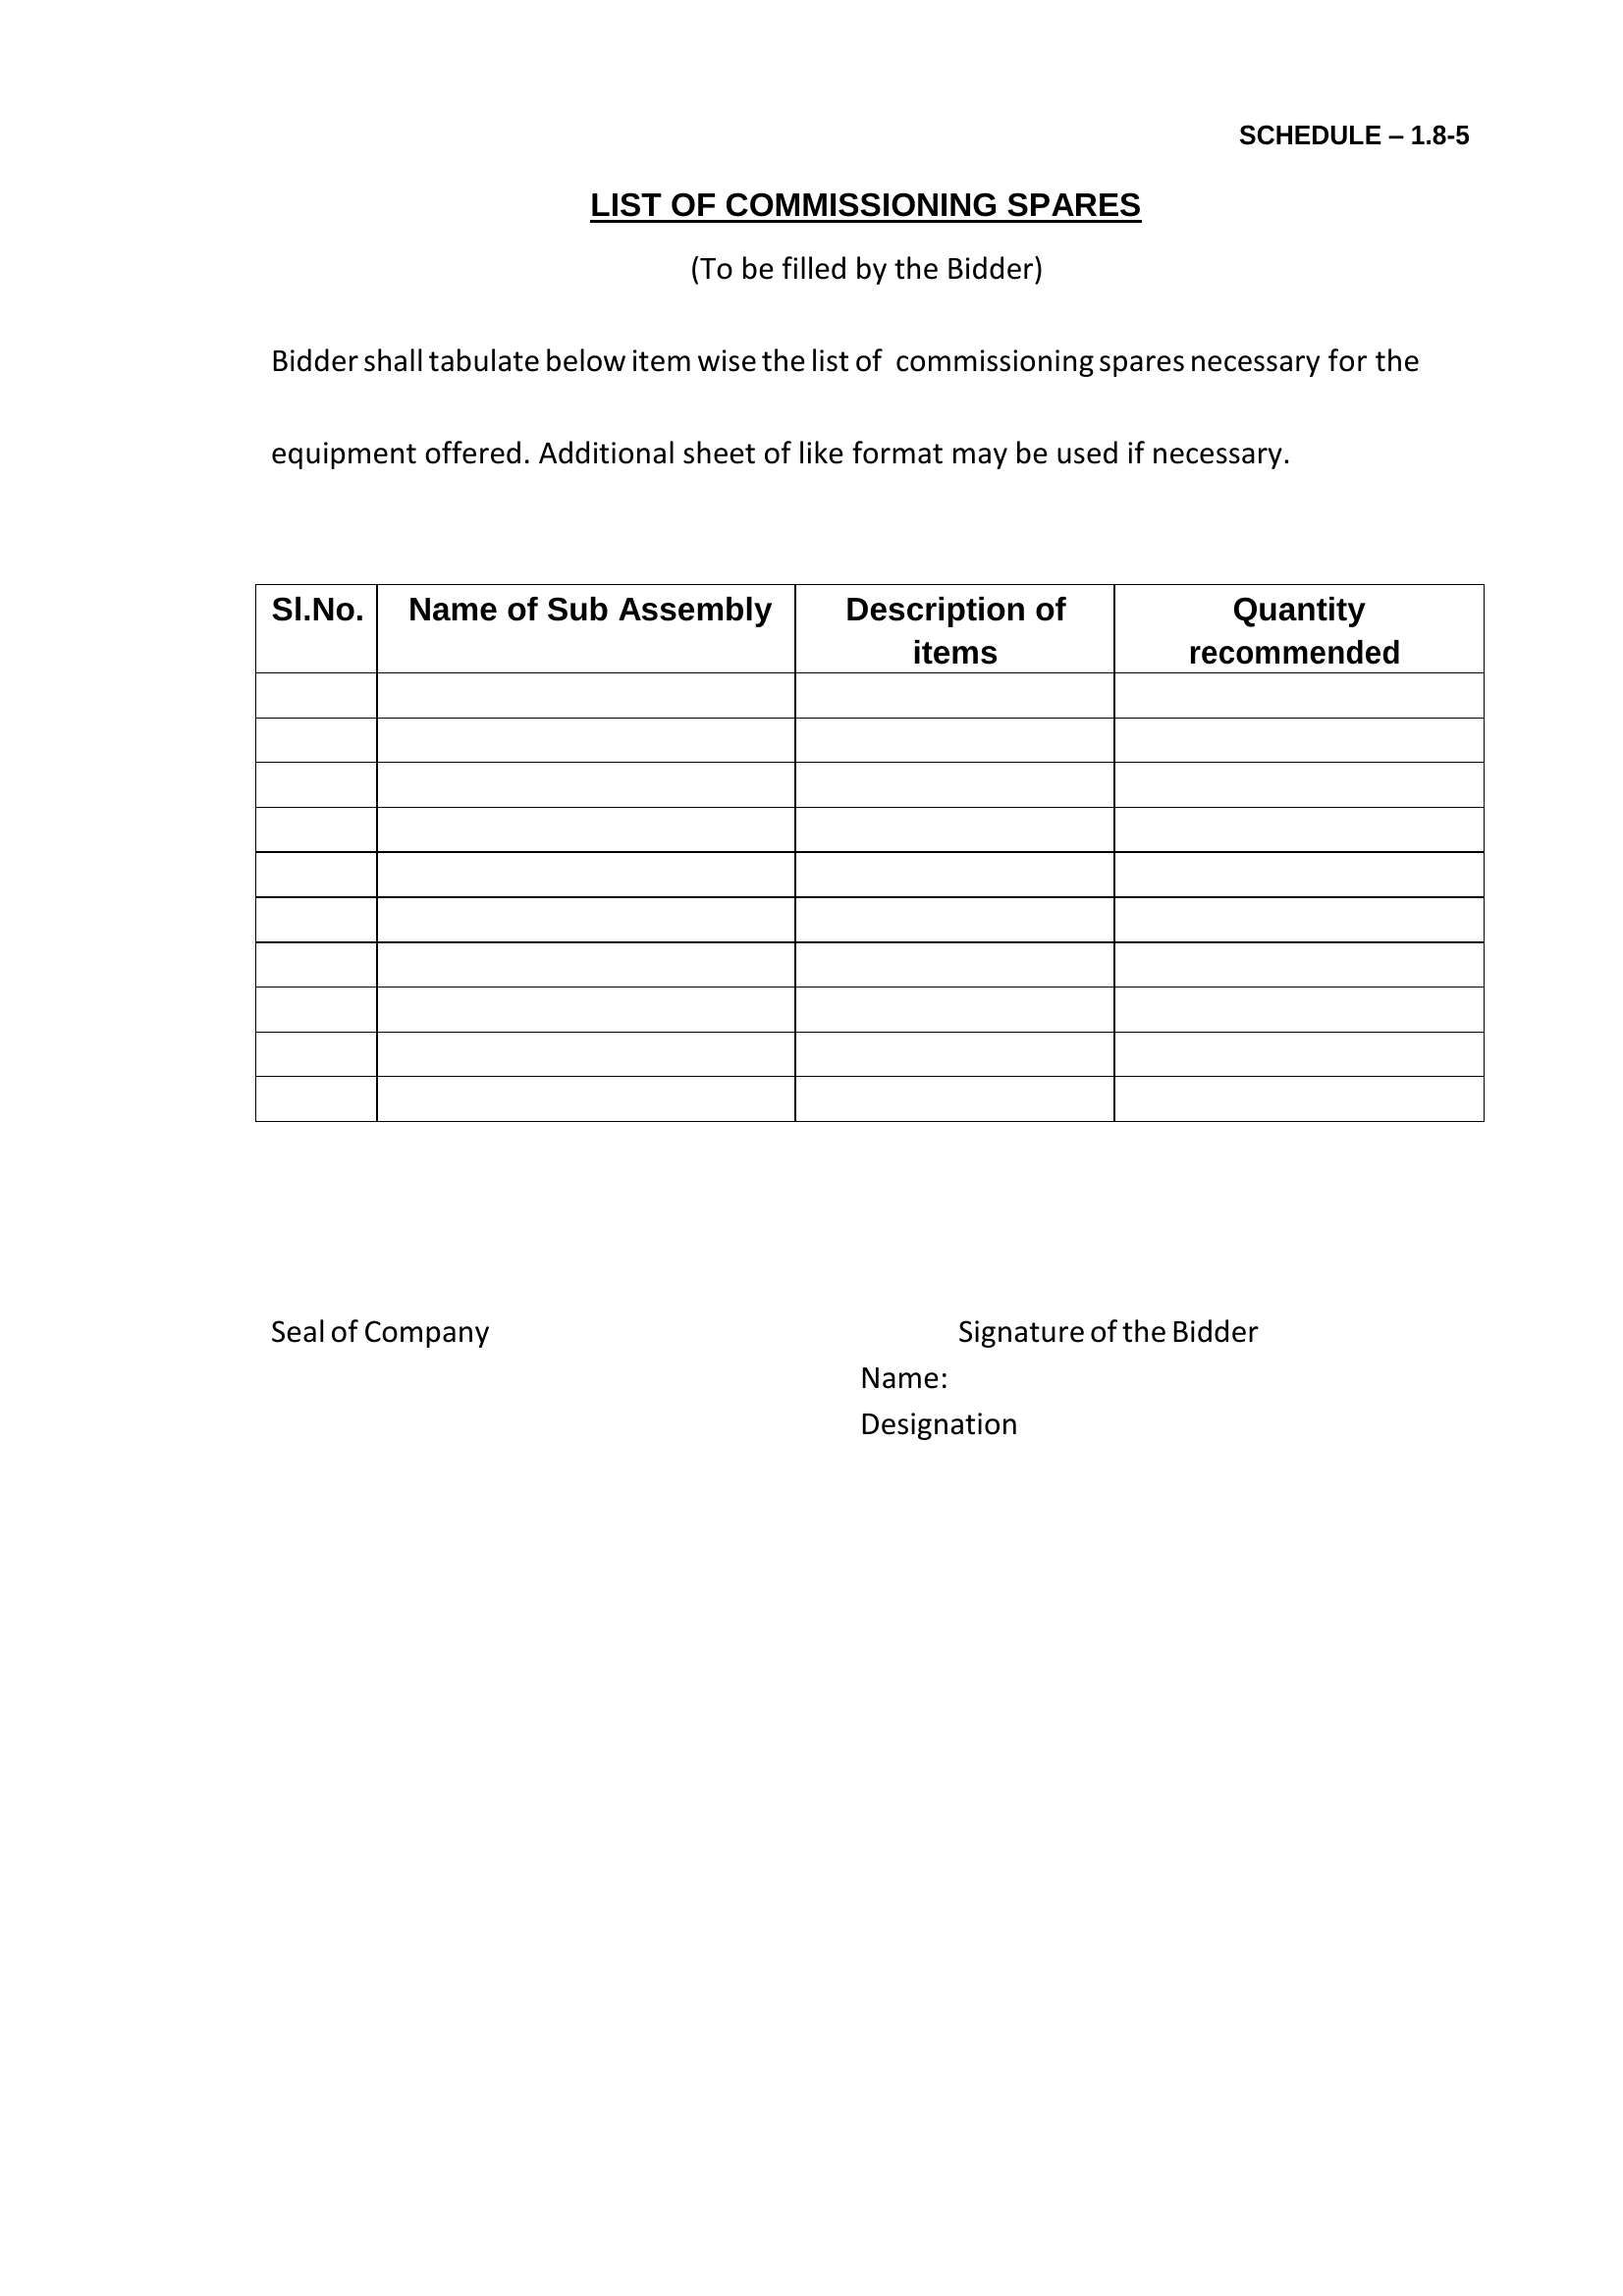 SCHEDULE – 1.8-5
LIST OF COMMISSIONING SPARES
(To be filled by the Bidder)
Bidder shall tabulate below item wise the list of commissioning spares necessary for the
equipment offered. Additional sheet of like format may be used if necessary.
Sl.No. Name of Sub Assembly Description of items Quantity recommended
Seal of Company Signature of the Bidder
Name:
Designation